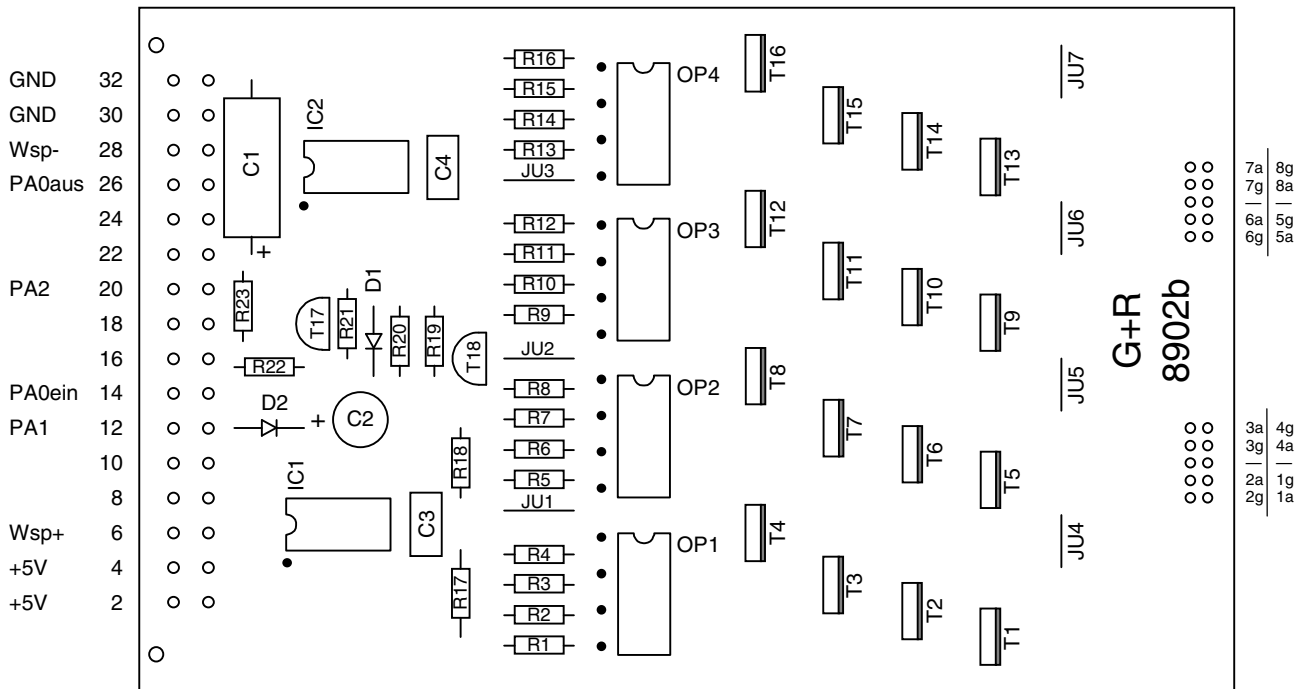 GND 32
GND 30
Wsp- 28
PA0aus 26
24
22
PA2 20
18
16
PA0ein 14
PA1 12
10
8
Wsp+ 6
+5V 4
+5V 2
C1
+
IC2
C4
R23
T17
R21
D1
R20
R19
T18
R22
D2
+
C2
R18
IC1
C3
R17
R16
R15
R14
R13
JU3
R12
R11
R10
R9
JU2
R8
R7
R6
R5
JU1
R4
R3
R2
R1
OP4
OP3
OP2
OP1
T16
T15
T14
T13
T12
T11
T10
T9
T8
T7
T6
T5
T4
T3
T2
T1
JU7
JU6
JU5
JU4
G+R
8902b
7a 8g
7g 8a
6a 5g
6g 5a
3a 4g
3g 4a
2a 1g
2g 1a